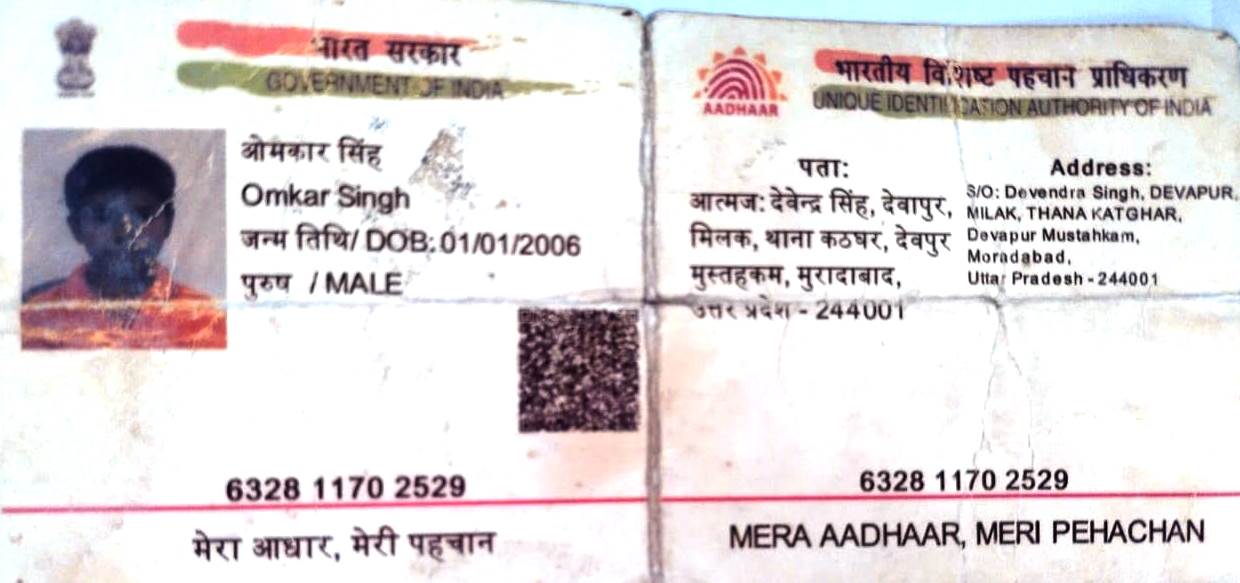 भारत सरकार
GOVERNMENT OF INDIA
ओमकार सिंह
Omkar Singh
जन्म तिथि/ DOB: 01/01/2006
पुरुष / MALE
6328 1170 2529
मेरा आधार, मेरी पहचान
भारतीय विशिष्ट पहचान प्राधिकरण
UNIQUE IDENTIFICATION AUTHORITY OF INDIA
AADHAAR
पता:
आत्मज: देवेन्द्र सिंह, देवापुर,
मिलक, थाना कठघर, देवपुर
मुस्तहकम, मुरादाबाद,
उत्तर प्रदेश - 244001
Address:
S/O: Devendra Singh, DEVAPUR,
MILAK, THANA KATGHAR,
Devapur Mustahkam,
Moradabad,
Uttar Pradesh - 244001
6328 1170 2529
MERA AADHAAR, MERI PEHACHAN